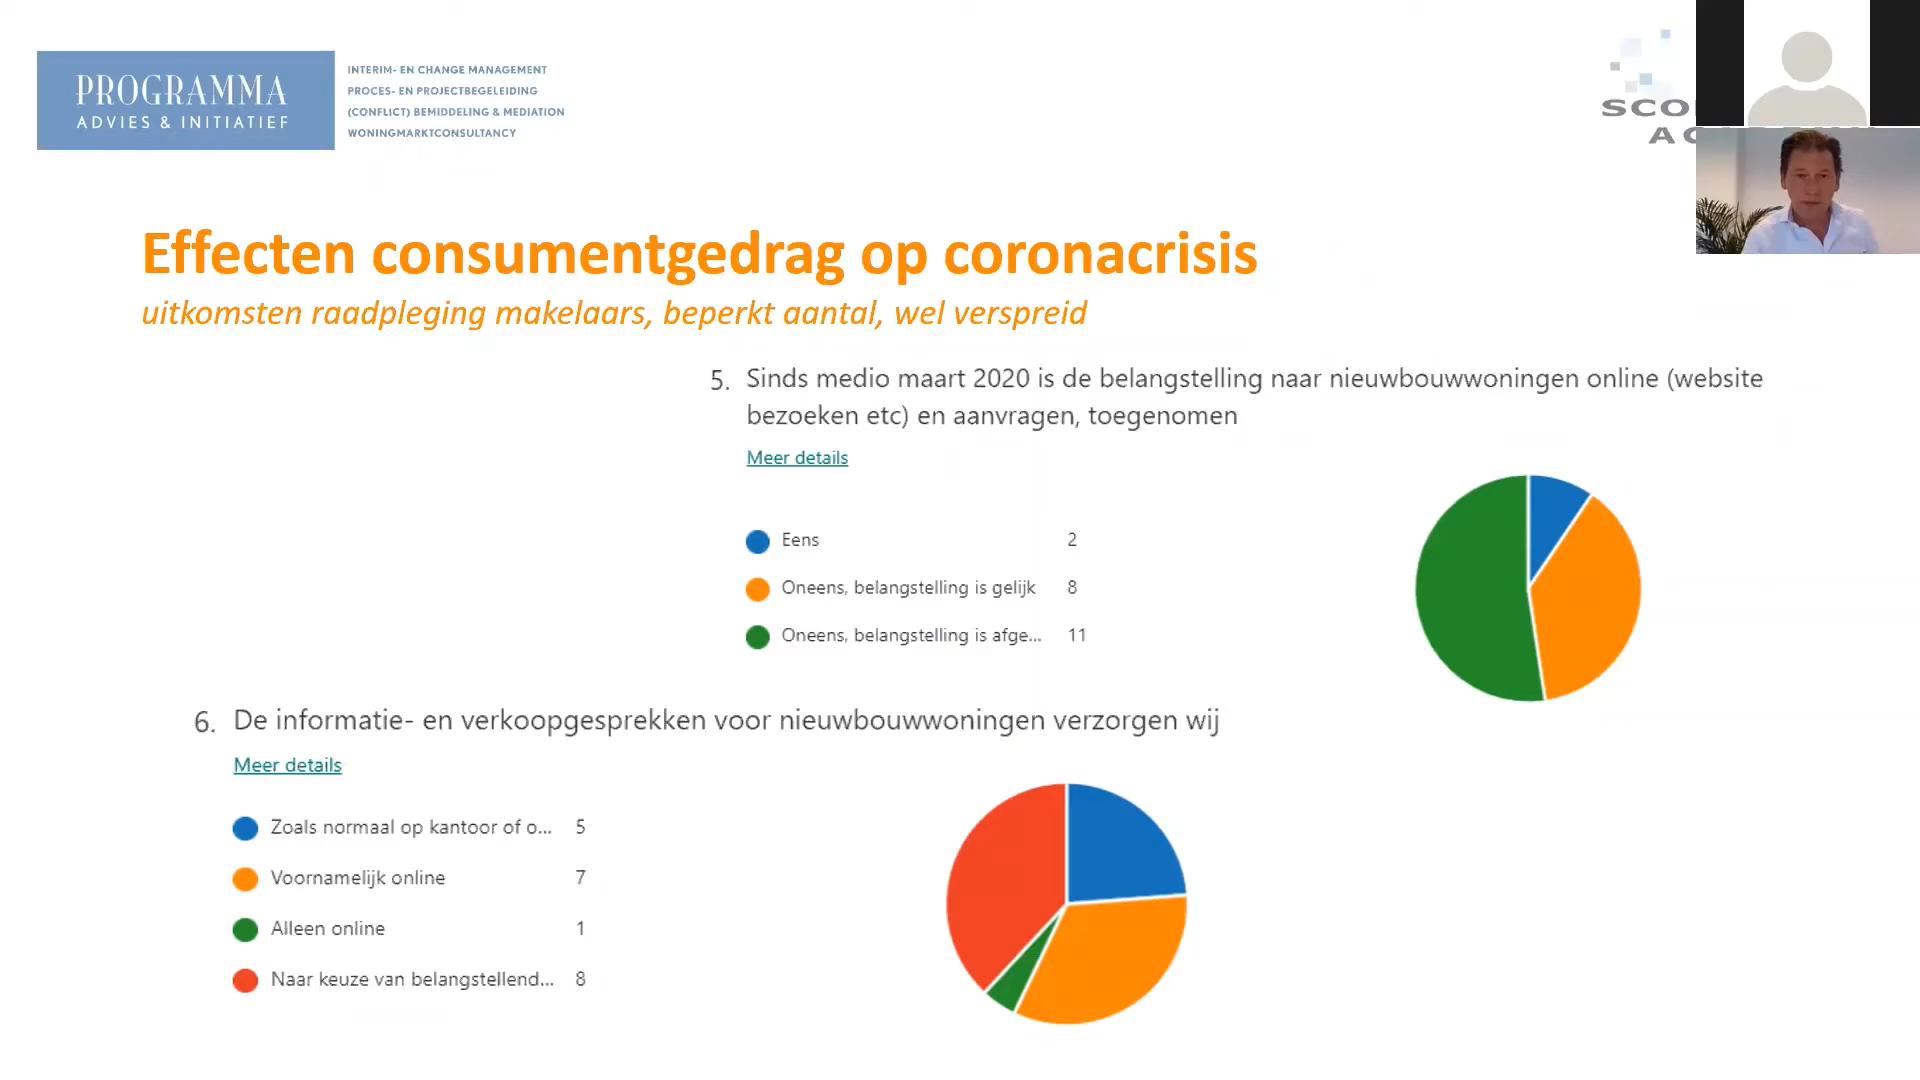 PROGRAMMA
ADVIES & INITIATIEF
INTERIM- EN CHANGE MANAGEMENT
PROCES- EN PROJECTBEGELEIDING
(CONFLICT) BEMIDDELING & MEDIATION
WONINGMARKTCONSULTANCY
Effecten consumentgedrag op coronacrisis
uitkomsten raadpleging makelaars, beperkt aantal, wel verspreid
5. Sinds medio maart 2020 is de belangstelling naar nieuwbouwwoningen online (website
bezoeken etc) en aanvragen, toegenomen
Meer details
Eens 2
Oneens, belangstelling is gelijk 8
Oneens, belangstelling is afge... 11
6. De informatie- en verkoopgesprekken voor nieuwbouwwoningen verzorgen wij
Meer details
Zoals normaal op kantoor of o... 5
Voornamelijk online 7
Alleen online 1
Naar keuze van belangstellend... 8